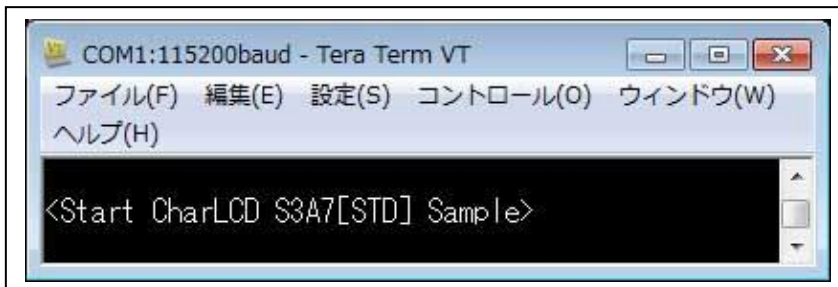 COM1:115200baud - Tera Term VT
ファイル(F) 編集(E) 設定(S) コントロール(O) ウィンドウ(W)
ヘルプ(H)
<Start CharLCD S3A7[STD] Sample>